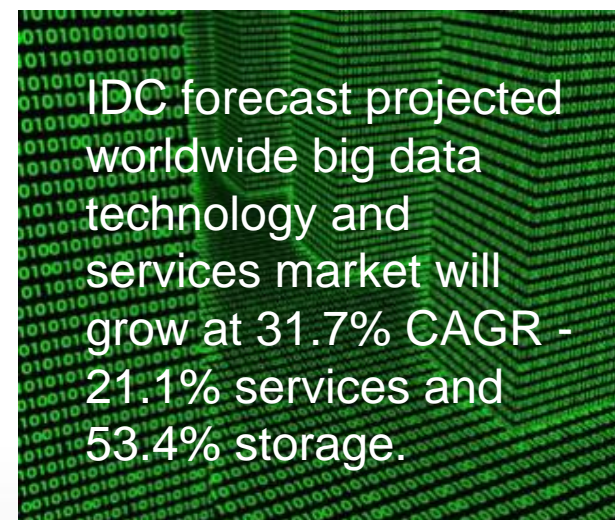 IDC forecast projected
worldwide big data
technology and
services market will
grow at 31.7% CAGR -
21.1% services and
53.4% storage.